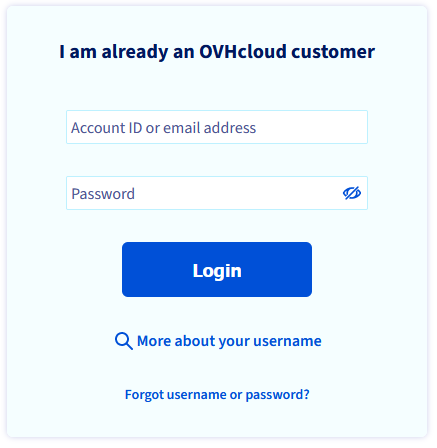 I am already an OVHcloud customer
Account ID or email address
Password
Login
More about your username
Forgot username or password?